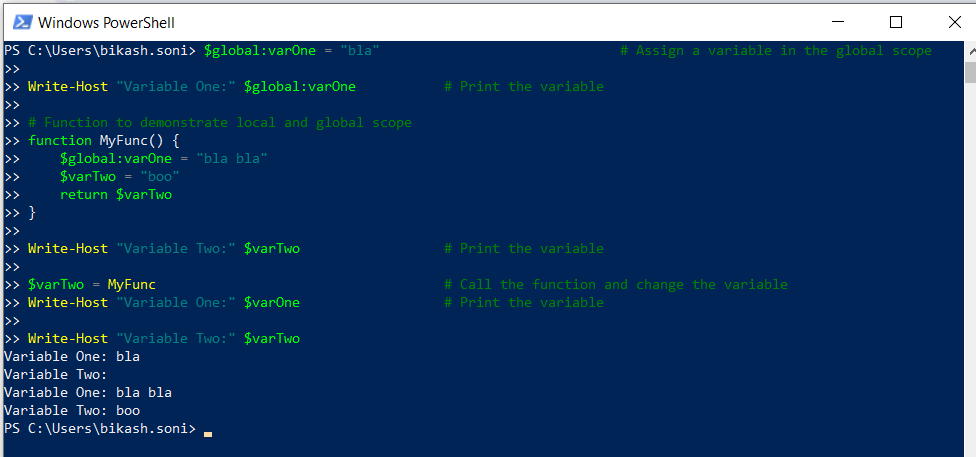 Windows PowerShell
PS C:\Users\bikash.soni> $global:varOne = "bla" # Assign a variable in the global scope
>>
>> Write-Host "Variable One:" $global:varOne # Print the variable
>>
>> # Function to demonstrate local and global scope
>> function MyFunc() {
>> $global:varOne = "bla bla"
>> $varTwo = "boo"
>> return $varTwo
>> }
>>
>> Write-Host "Variable Two:" $varTwo # Print the variable
>>
>> $varTwo = MyFunc # Call the function and change the variable
>> Write-Host "Variable One:" $varOne # Print the variable
>>
>> Write-Host "Variable Two:" $varTwo
Variable One: bla
Variable Two:
Variable One: bla bla
Variable Two: boo
PS C:\Users\bikash.soni>